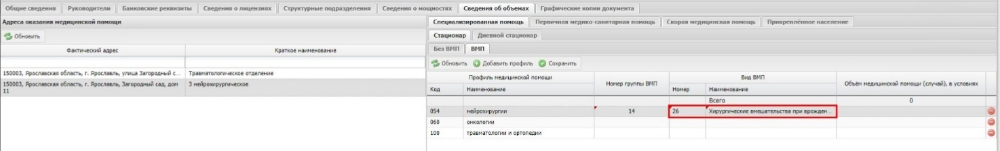 Общие сведения Руководители Банковские реквизиты Сведения о лицензиях Структурные подразделения Сведения о мощностях Сведения об объемах Графические копии документа
Адреса оказания медицинской помощи
Обновить
Фактический адрес Краткое наименование
150003, Ярославская область, г. Ярославль, улица Загородный с... Травматологическое отделение
150003, Ярославская область, г. Ярославль, Загородный сад, дом 3 нейрохирургическое
11
Специализированная помощь Первичная медико-санитарная помощь Скорая медицинская помощь Прикреплённое население
Стационар Дневной стационар
Без ВМП ВМП
Обновить Добавить профиль Сохранить
Профиль медицинской помощи Номер группы ВМП Вид ВМП Объём медицинской помощи (случай), в условиях
Код Наименование Номер Наименование
Всего 0
054 нейрохирургии 14 26 Хирургические вмешательства при врожден...
060 онкологии
100 травматологии и ортопедии